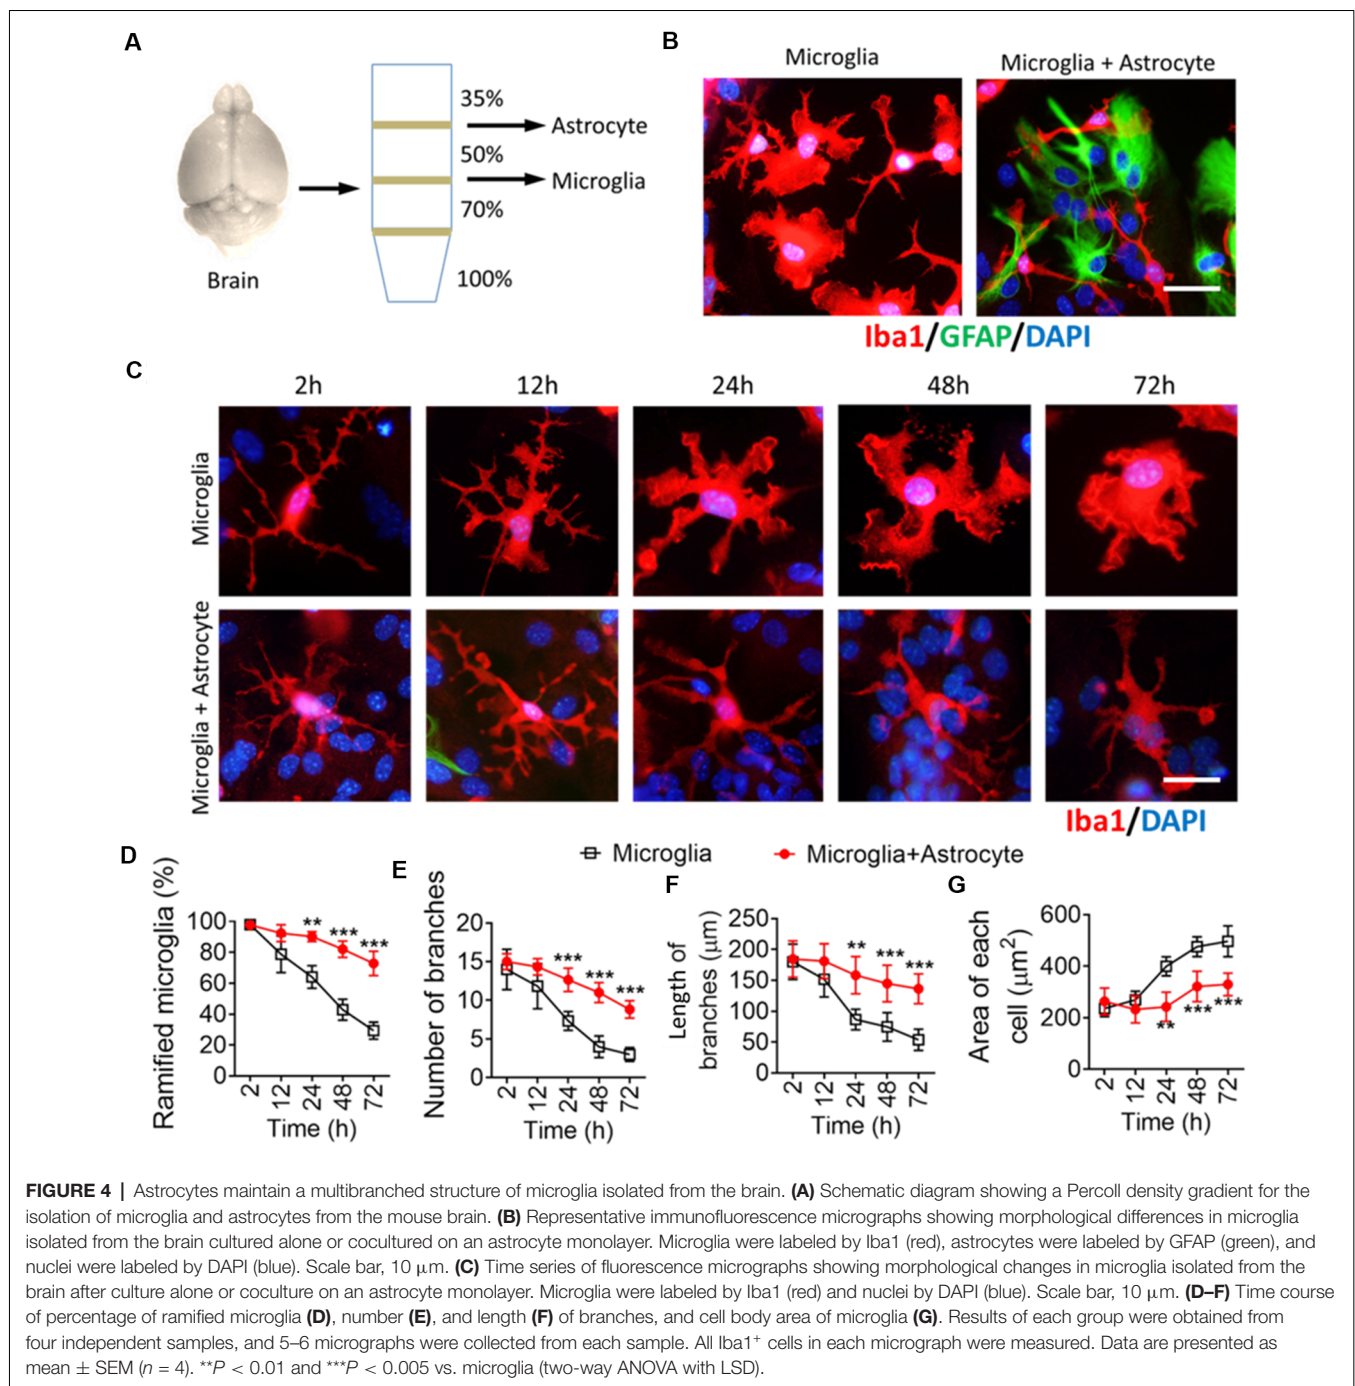 A
35%
Astrocyte
50%
Microglia
70%
100%
Brain
B
Microglia
Microglia + Astrocyte
Iba1/GFAP/DAPI
C
2h
12h
24h
48h
72h
Microglia
Microglia + Astrocyte
Iba1/DAPI
Microglia
Microglia+Astrocyte
D
Ramified microglia (%)
100
80
60
40
20
0
**
***
***
2
12
24
48
72
Time (h)
E
Number of branches
20
15
10
5
0
***
***
***
2
12
24
48
72
Time (h)
F
Length of
branches (μm)
250
200
150
100
50
0
**
***
***
2
12
24
48
72
Time (h)
G
Area of each
cell (μm²)
600
400
200
0
**
***
***
2
12
24
48
72
Time (h)
FIGURE 4 | Astrocytes maintain a multibranched structure of microglia isolated from the brain. (A) Schematic diagram showing a Percoll density gradient for the
isolation of microglia and astrocytes from the mouse brain. (B) Representative immunofluorescence micrographs showing morphological differences in microglia
isolated from the brain cultured alone or cocultured on an astrocyte monolayer. Microglia were labeled by Iba1 (red), astrocytes were labeled by GFAP (green), and
nuclei were labeled by DAPI (blue). Scale bar, 10 μm. (C) Time series of fluorescence micrographs showing morphological changes in microglia isolated from the
brain after culture alone or coculture on an astrocyte monolayer. Microglia were labeled by Iba1 (red) and nuclei by DAPI (blue). Scale bar, 10 μm. (D–F) Time course
of percentage of ramified microglia (D), number (E), and length (F) of branches, and cell body area of microglia (G). Results of each group were obtained from
four independent samples, and 5–6 micrographs were collected from each sample. All Iba1⁺ cells in each micrograph were measured. Data are presented as
mean ± SEM (n = 4). **P < 0.01 and ***P < 0.005 vs. microglia (two-way ANOVA with LSD).